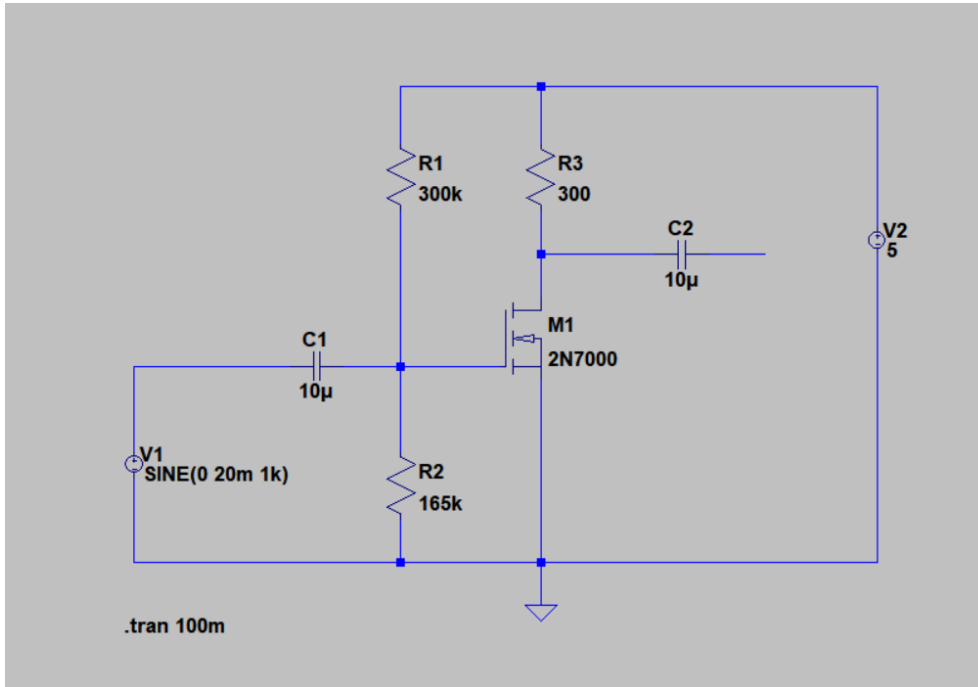 R1
300k
R3
300
C2
10µ
V2
5
C1
10µ
M1
2N7000
V1
SINE(0 20m 1k)
R2
165k
.tran 100m